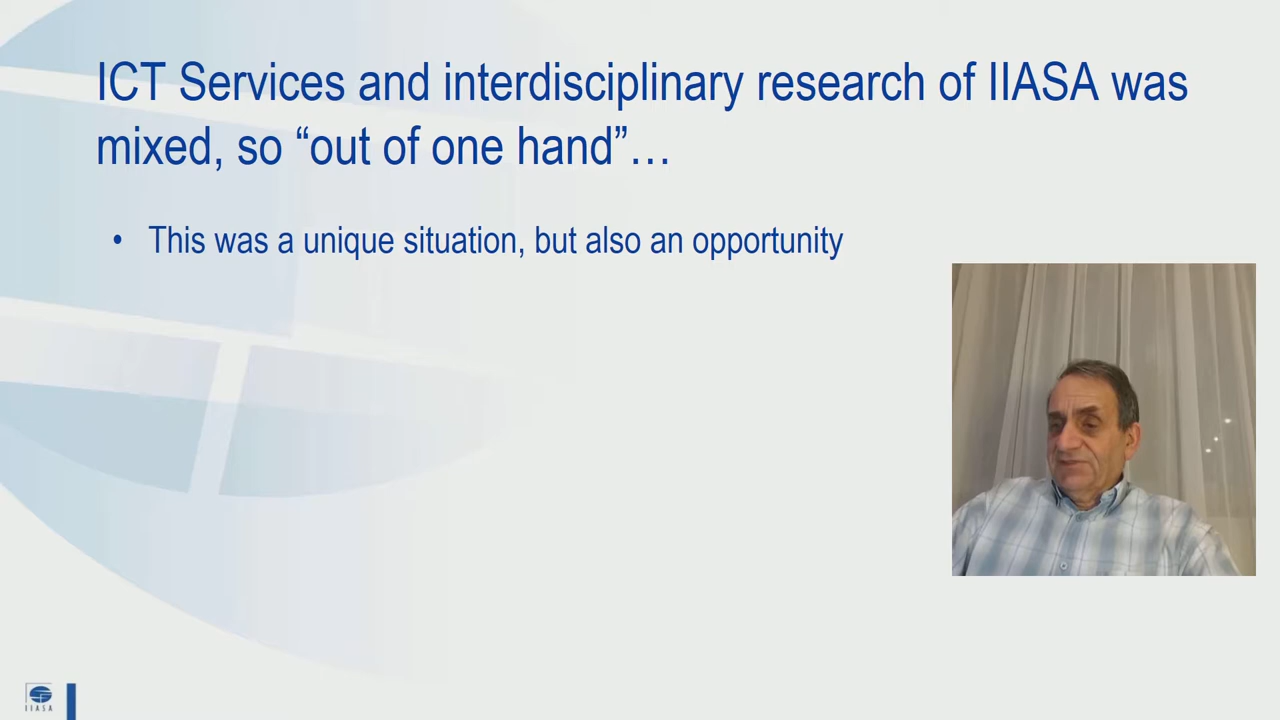 ICT Services and interdisciplinary research of IIASA was
mixed, so “out of one hand”…
• This was a unique situation, but also an opportunity
IIASA